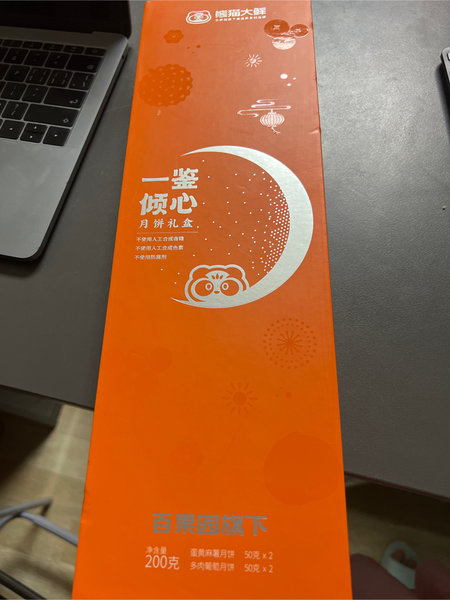 熊猫大鲜
一鉴
倾心
月饼礼盒
不使用人工合成香精
不使用人工合成色素
不使用防腐剂
百果园旗下
净含量
200克
蛋黄麻薯月饼 50克 x 2
多肉葡萄月饼 50克 x 2